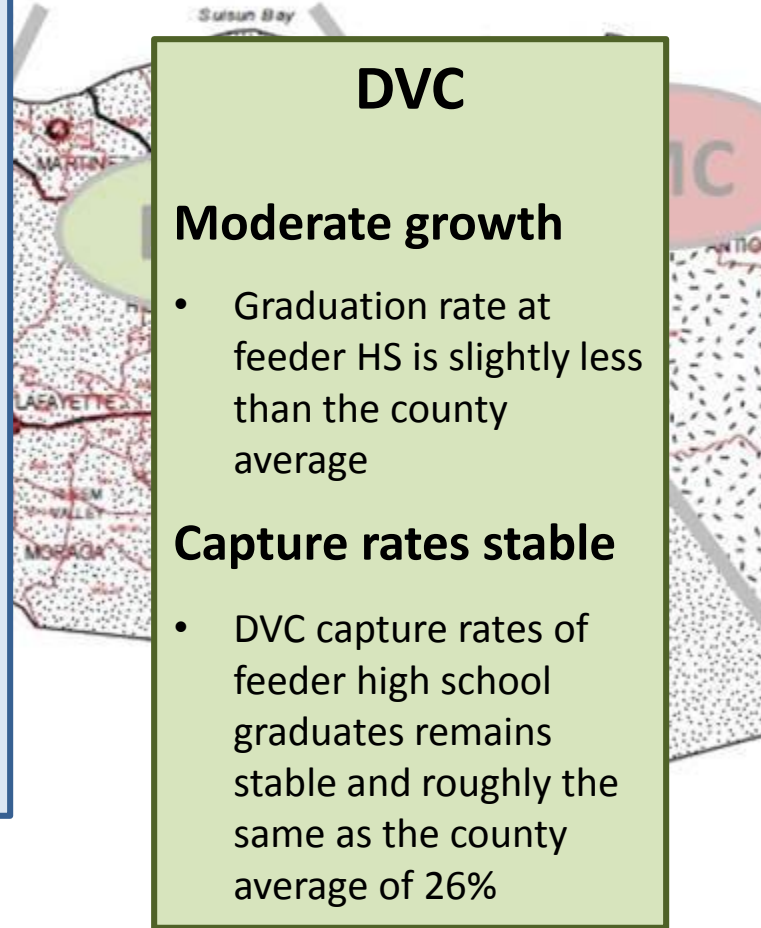 Suisun Bay
DVC
MC
MARTINEZ
Moderate growth
• Graduation rate at
feeder HS is slightly less
than the county
average
LAFAYETTE
MORAGA
Capture rates stable
• DVC capture rates of
feeder high school
graduates remains
stable and roughly the
same as the county
average of 26%